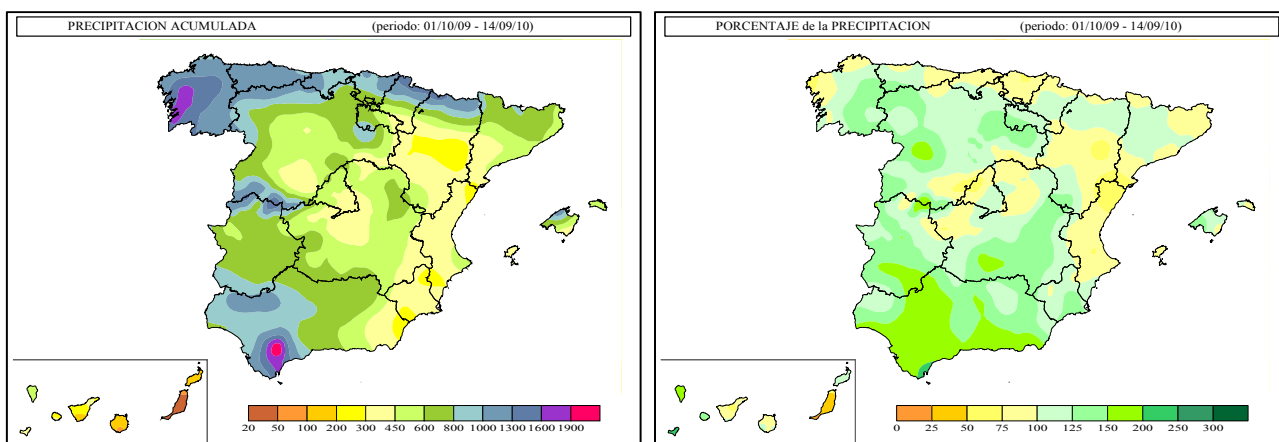 PRECIPITACION ACUMULADA (periodo: 01/10/09 - 14/09/10)
20 50 100 200 300 450 600 800 1000 1300 1600 1900
PORCENTAJE de la PRECIPITACION (periodo: 01/10/09 - 14/09/10)
0 25 50 75 100 125 150 200 250 300